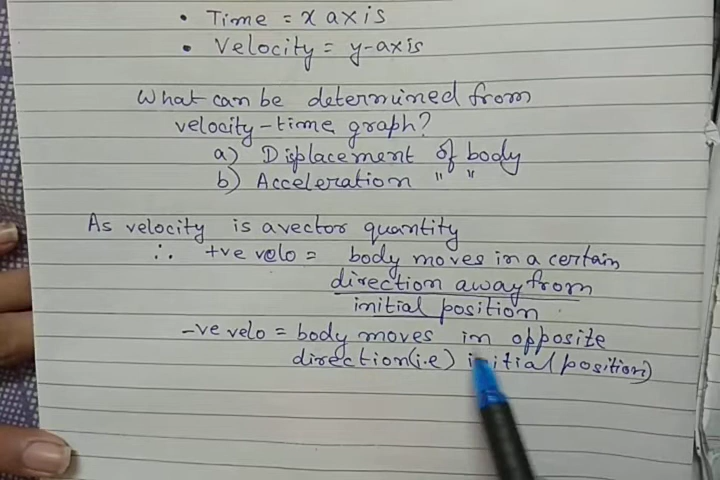 • Time = x axis
• Velocity = y-axis
What can be determined from
velocity-time graph?
a) Displacement of body
b) Acceleration " "
As velocity is a vector quantity
∴ +ve velo = body moves in a certain
direction away from
initial position
-ve velo = body moves in opposite
direction (i.e) initial position)